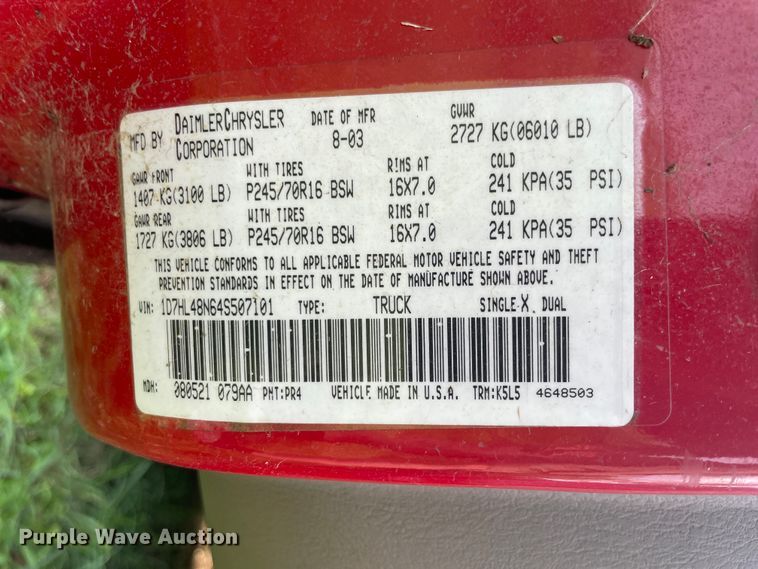 MFD BY DAIMLERCHRYSLER CORPORATION DATE OF MFR 8-03 GVWR 2727 KG(06010 LB)
GAWR FRONT WITH TIRES RIMS AT COLD
1407 KG(3100 LB) P245/70R16 BSW 16X7.0 241 KPA(35 PSI)
GAWR REAR WITH TIRES RIMS AT COLD
1727 KG(3806 LB) P245/70R16 BSW 16X7.0 241 KPA(35 PSI)
THIS VEHICLE CONFORMS TO ALL APPLICABLE FEDERAL MOTOR VEHICLE SAFETY AND THEFT
PREVENTION STANDARDS IN EFFECT ON THE DATE OF MANUFACTURE SHOWN ABOVE.
VIN: 1D7HL48N64S507101 TYPE: TRUCK SINGLE X DUAL
MDH: 080521 079AA PNT:PR4 VEHICLE MADE IN U.S.A. TRM:K5L5 4648503
Purple Wave Auction